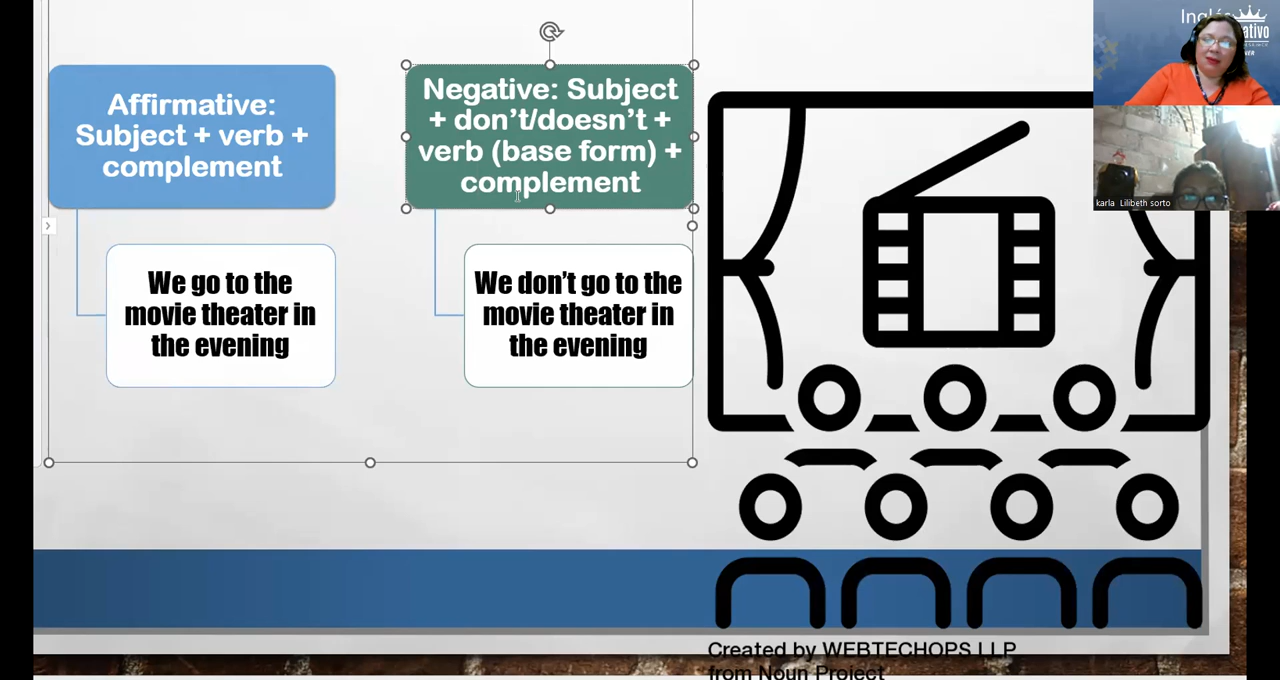 Affirmative:
Subject + verb +
complement
We go to the
movie theater in
the evening
Negative: Subject
+ don’t/doesn’t +
verb (base form) +
complement
We don’t go to the
movie theater in
the evening
Created by WEBTECHOPS LLP
from Noun Project
karla Lilibeth sorto